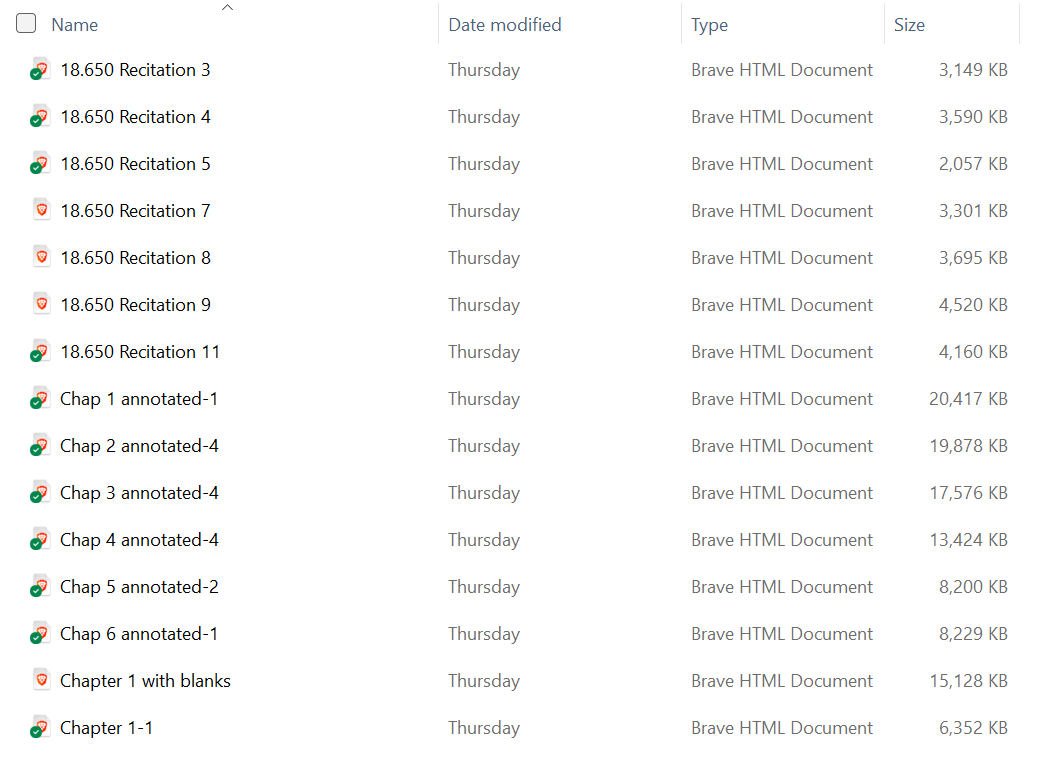 Name Date modified Type Size
18.650 Recitation 3 Thursday Brave HTML Document 3,149 KB
18.650 Recitation 4 Thursday Brave HTML Document 3,590 KB
18.650 Recitation 5 Thursday Brave HTML Document 2,057 KB
18.650 Recitation 7 Thursday Brave HTML Document 3,301 KB
18.650 Recitation 8 Thursday Brave HTML Document 3,695 KB
18.650 Recitation 9 Thursday Brave HTML Document 4,520 KB
18.650 Recitation 11 Thursday Brave HTML Document 4,160 KB
Chap 1 annotated-1 Thursday Brave HTML Document 20,417 KB
Chap 2 annotated-4 Thursday Brave HTML Document 19,878 KB
Chap 3 annotated-4 Thursday Brave HTML Document 17,576 KB
Chap 4 annotated-4 Thursday Brave HTML Document 13,424 KB
Chap 5 annotated-2 Thursday Brave HTML Document 8,200 KB
Chap 6 annotated-1 Thursday Brave HTML Document 8,229 KB
Chapter 1 with blanks Thursday Brave HTML Document 15,128 KB
Chapter 1-1 Thursday Brave HTML Document 6,352 KB